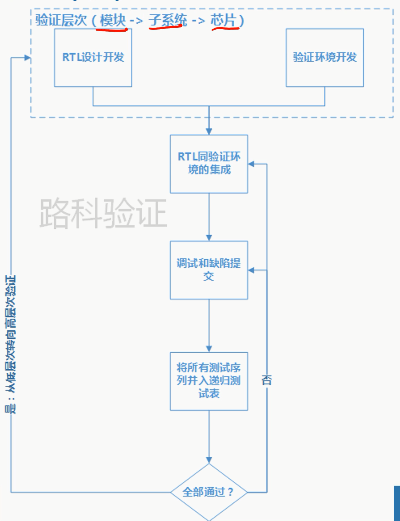 验证层次（模块 -> 子系统 -> 芯片）
RTL设计开发
验证环境开发
RTL同验证环
境的集成
路科验证
调试和缺陷提
交
将所有测试序
列并入递归测
试表
否
是：从低层次转向高层次验证
全部通过？